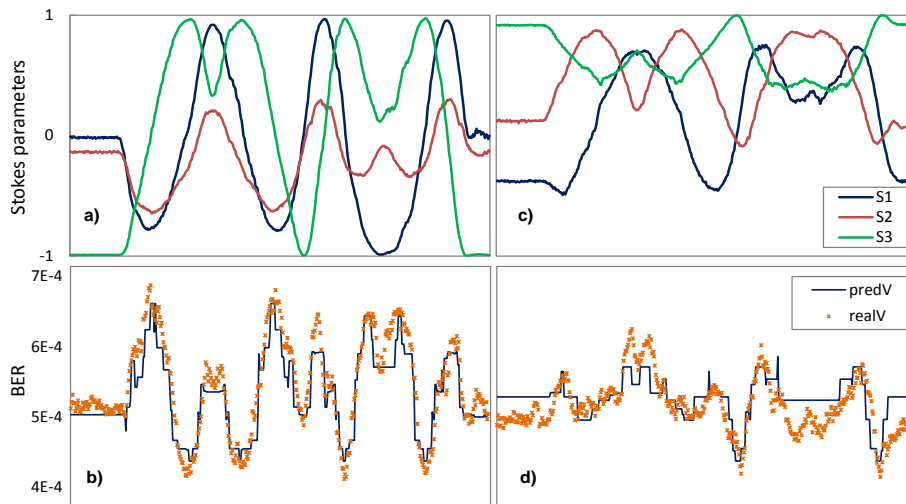 Stokes parameters
1
0
-1
a)
c)
S1
S2
S3
BER
7E-4
6E-4
5E-4
4E-4
b)
d)
predV
realV